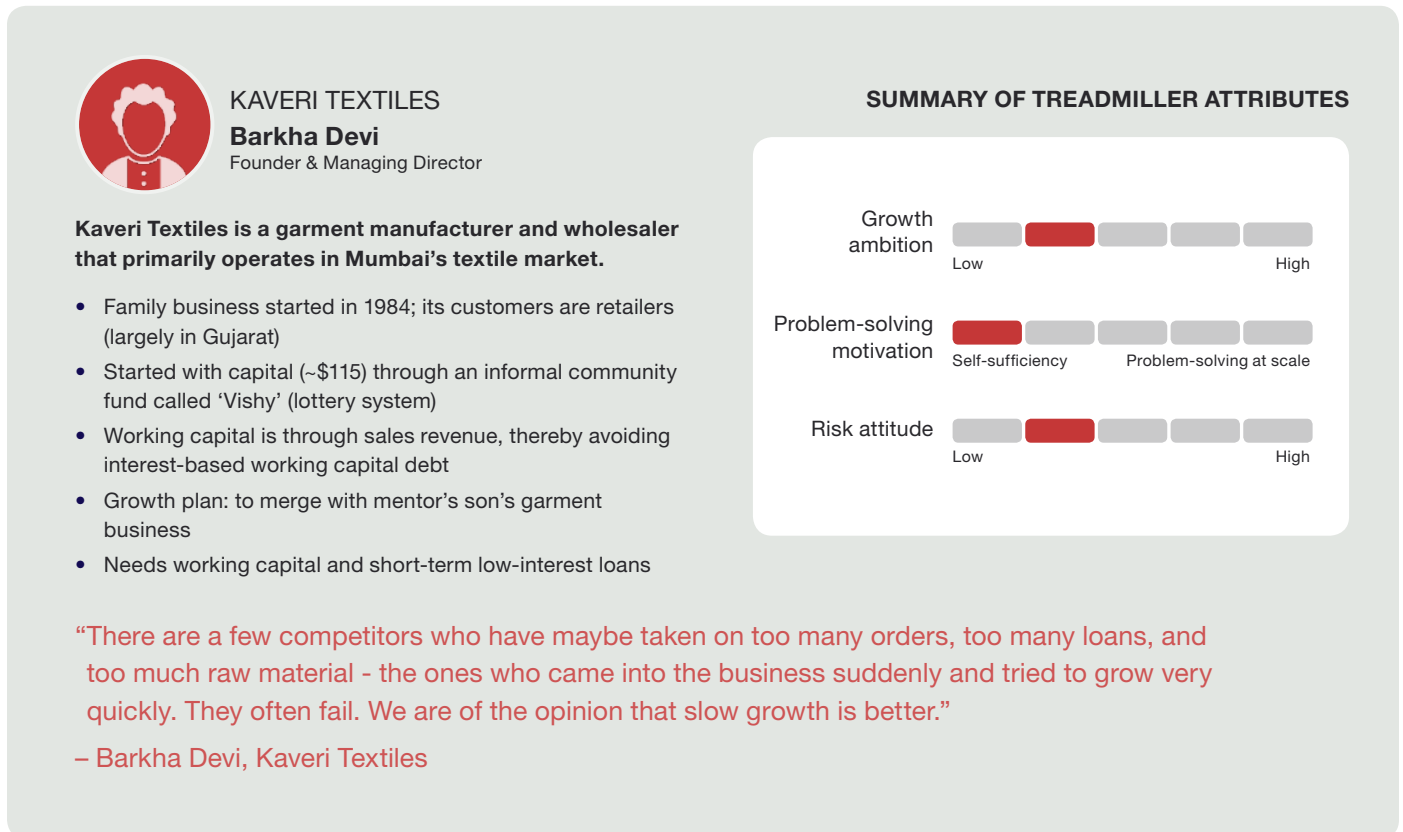 KAVERI TEXTILES
Barkha Devi
Founder & Managing Director
Kaveri Textiles is a garment manufacturer and wholesaler
that primarily operates in Mumbai’s textile market.
• Family business started in 1984; its customers are retailers
(largely in Gujarat)
• Started with capital (~$115) through an informal community
fund called ‘Vishy’ (lottery system)
• Working capital is through sales revenue, thereby avoiding
interest-based working capital debt
• Growth plan: to merge with mentor’s son’s garment
business
• Needs working capital and short-term low-interest loans
SUMMARY OF TREADMILLER ATTRIBUTES
Growth
ambition
Low High
Problem-solving
motivation
Self-sufficiency Problem-solving at scale
Risk attitude
Low High
“There are a few competitors who have maybe taken on too many orders, too many loans, and
too much raw material - the ones who came into the business suddenly and tried to grow very
quickly. They often fail. We are of the opinion that slow growth is better.”
– Barkha Devi, Kaveri Textiles